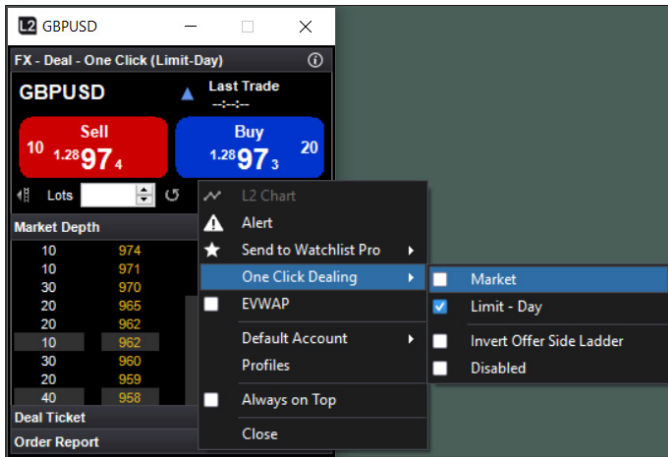 L2 GBPUSD
FX - Deal - One Click (Limit-Day)
GBPUSD
Last Trade
--:--:--
Sell
10 1.28 97 4
Buy
1.28 97 3 20
Lots
Market Depth
10 974
10 971
30 970
20 965
20 962
10 962
30 960
20 959
40 958
Deal Ticket
Order Report
L2 Chart
Alert
Send to Watchlist Pro
One Click Dealing
EVWAP
Default Account
Profiles
Always on Top
Close
Market
Limit - Day
Invert Offer Side Ladder
Disabled